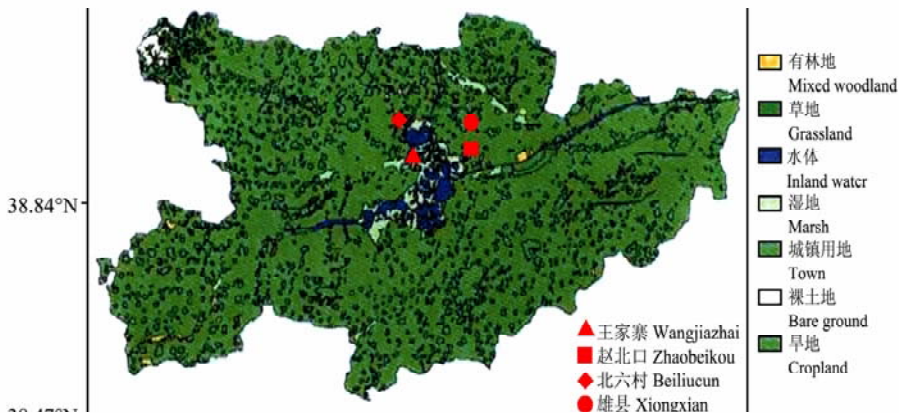 有林地
Mixed woodland
草地
Grassland
水体
Inland water
湿地
Marsh
城镇用地
Town
裸土地
Bare ground
旱地
Cropland
38.84°N
王家寨 Wangjiazhai
赵北口 Zhaobeikou
北六村 Beiliucun
雄县 Xiongxian